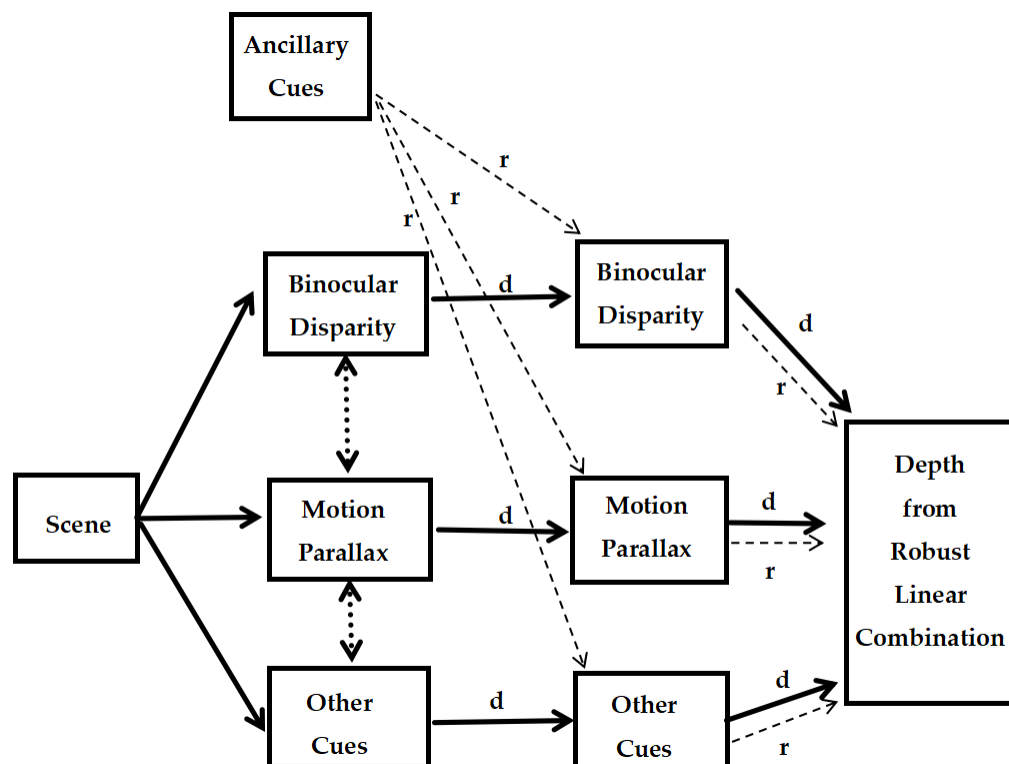 Ancillary
Cues
r
r
r
Binocular
Disparity
d
Binocular
Disparity
d
r
Scene
Motion
Parallax
d
Motion
Parallax
d
r
Depth
from
Robust
Linear
Combination
Other
Cues
d
Other
Cues
d
r